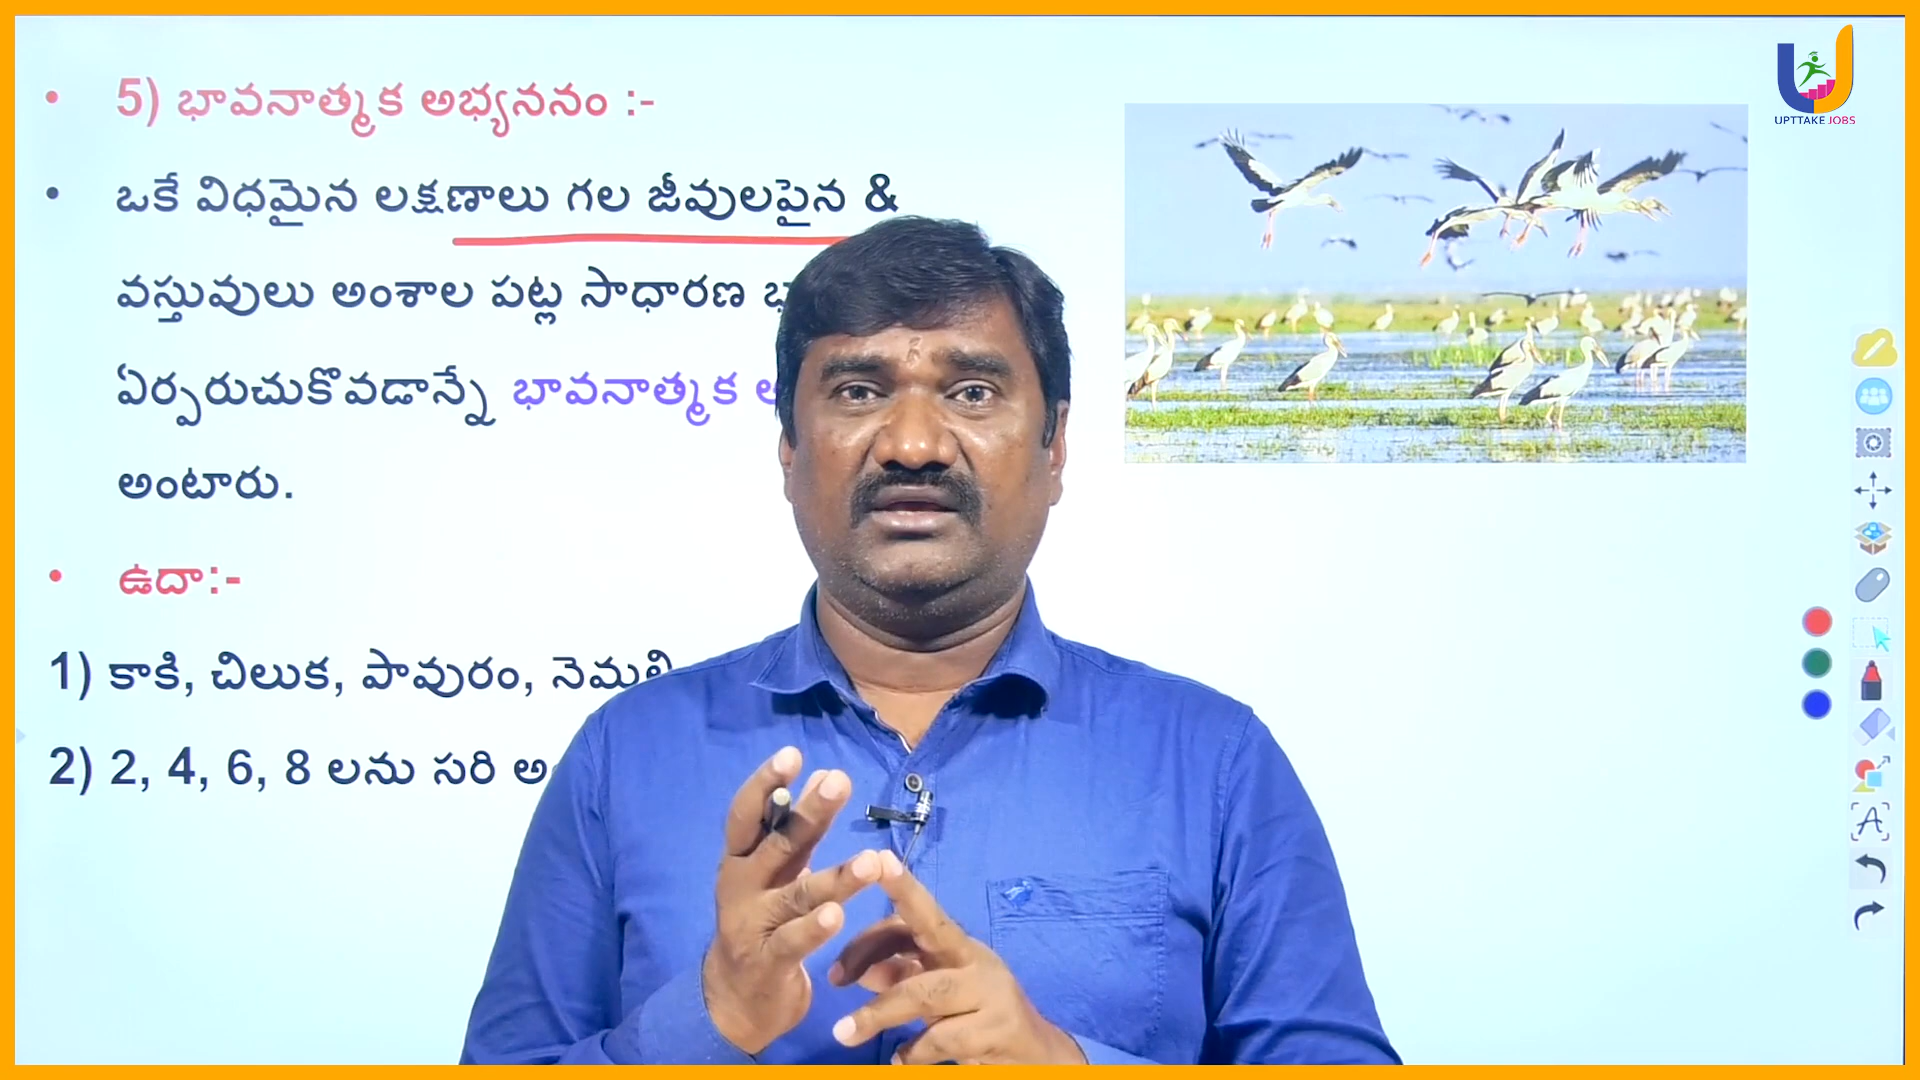 UPTTAKE JOBS
• 5) భావనాత్మక అభ్యసనం :-
• ఒకే విధమైన లక్షణాలు గల జీవులపైన &
వస్తువులు అంశాల పట్ల సాధారణ
ఏర్పరుచుకొవడాన్నే భావనాత్మక
అంటారు.
• ఉదా:-
1) కాకి, చిలుక, పావురం, నెమలి
2) 2, 4, 6, 8 లను సరి
A